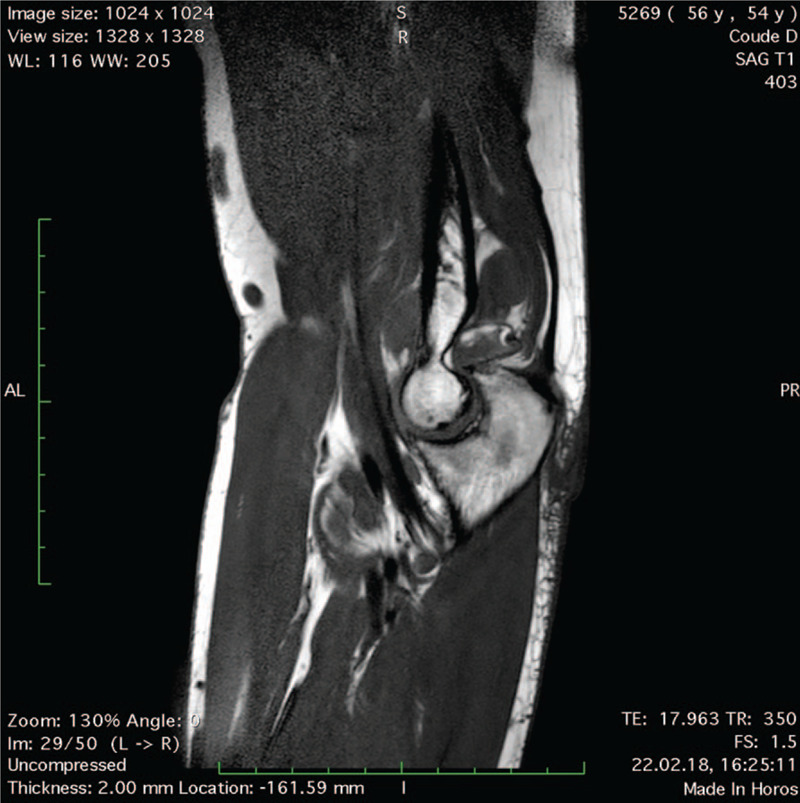 Image size: 1024 x 1024
View size: 1328 x 1328
WL: 116 WW: 205
S
R
5269 ( 56 y , 54 y )
Coude D
SAG T1
403
AL
PR
Zoom: 130% Angle: 0
Im: 29/50 (L -> R)
Uncompressed
Thickness: 2.00 mm Location: -161.59 mm
I
TE: 17.963 TR: 350
FS: 1.5
22.02.18, 16:25:11
Made In Horos